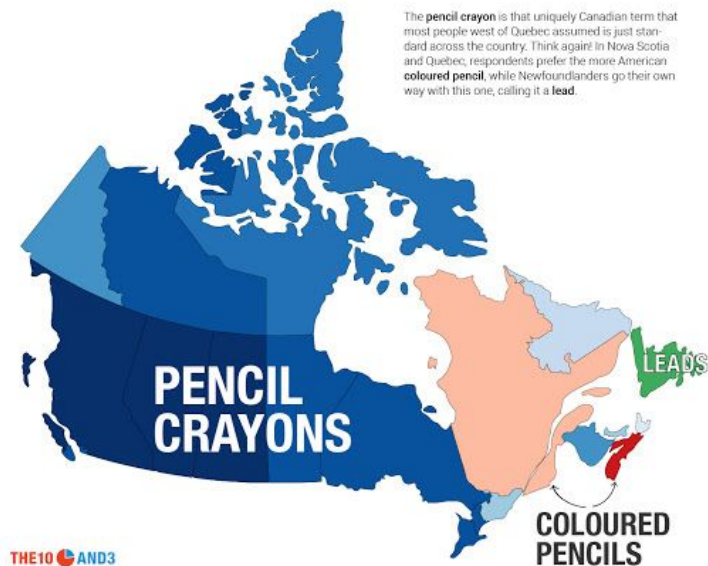 The pencil crayon is that uniquely Canadian term that
most people west of Quebec assumed is just stan-
dard across the country. Think again! In Nova Scotia
and Quebec, respondents prefer the more American
coloured pencil, while Newfoundlanders go their own
way with this one, calling it a lead.
LEADS
PENCIL
CRAYONS
COLOURED
PENCILS
THE10 AND3